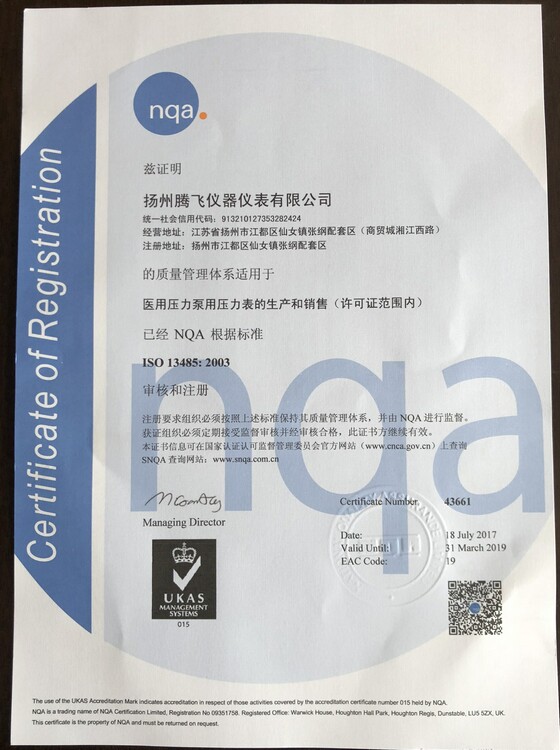 Certificate of Registration
nqa.
兹证明
扬州腾飞仪器仪表有限公司
统一社会信用代码：913210127353282424
经营地址：江苏省扬州市江都区仙女镇张纲配套区（商贸城湘江西路）
注册地址：扬州市江都区仙女镇张纲配套区
的质量管理体系适用于
医用压力泵用压力表的生产和销售（许可证范围内）
已经 NQA 根据标准
ISO 13485: 2003
审核和注册
nqa
注册要求组织必须按照上述标准保持其质量管理体系，并由 NQA 进行监督。
获证组织必须定期接受监督审核并经审核合格，此证书方继续有效。
本证书信息可在国家认证认可监督管理委员会官方网站（www.cnca.gov.cn）上查询
SNQA 查询网站：www.snqa.com.cn
Managing Director
Certificate Number 43661
Date: 18 July 2017
Valid Until: 31 March 2019
EAC Code: 19
UKAS
MANAGEMENT
SYSTEMS
015
The use of the UKAS Accreditation Mark indicates accreditation in respect of those activities covered by the accreditation certificate number 015 held by NQA.
NQA is a trading name of NQA Certification Limited, Registration No 09351758. Registered Office: Warwick House, Houghton Hall Park, Houghton Regis, Dunstable, LU5 5ZX, UK.
This certificate is the property of NQA and must be returned on request.